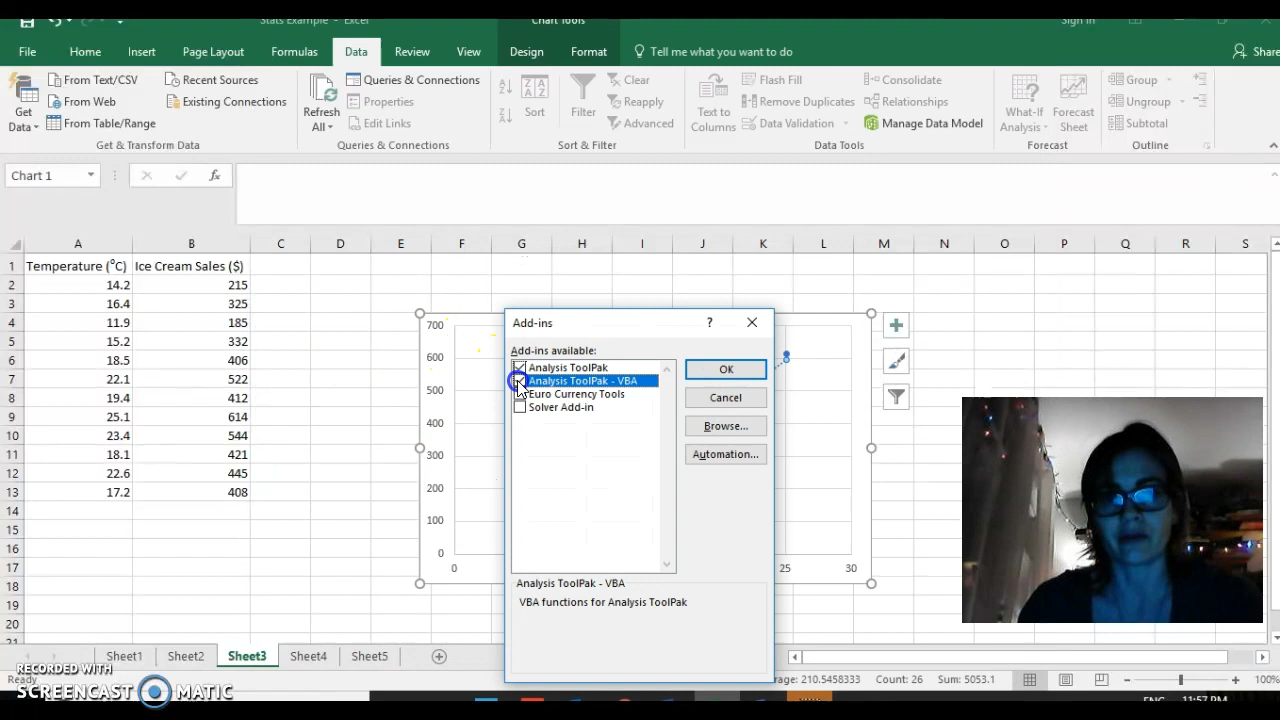 Stats Example - Excel
Chart Tools
Sign in
File Home Insert Page Layout Formulas Data Review View Design Format Tell me what you want to do Share
Get Data
From Text/CSV
From Web
From Table/Range
Recent Sources
Existing Connections
Get & Transform Data
Refresh All
Queries & Connections
Properties
Edit Links
Queries & Connections
Sort
Filter
Clear
Reapply
Advanced
Sort & Filter
Text to Columns
Flash Fill
Remove Duplicates
Data Validation
Consolidate
Relationships
Manage Data Model
Data Tools
What-If Analysis
Forecast Sheet
Forecast
Group
Ungroup
Subtotal
Outline
Chart 1
fx
A B C D E F G H I J K L M N O P Q R S
1 Temperature (⁰C) Ice Cream Sales ($)
2 14.2 215
3 16.4 325
4 11.9 185
5 15.2 332
6 18.5 406
7 22.1 522
8 19.4 412
9 25.1 614
10 23.4 544
11 18.1 421
12 22.6 445
13 17.2 408
14
15
16
17
18
19
20
21
700
600
500
400
300
200
100
0
0 25 30
Add-ins ?
Add-ins available:
Analysis ToolPak
Analysis ToolPak - VBA
Euro Currency Tools
Solver Add-in
OK
Cancel
Browse...
Automation...
Analysis ToolPak - VBA
VBA functions for Analysis ToolPak
Sheet1 Sheet2 Sheet3 Sheet4 Sheet5
RECORDED WITH
SCREENCAST MATIC
Ready
rage: 210.5458333 Count: 26 Sum: 5053.1 100%
ENG 11:57 PM